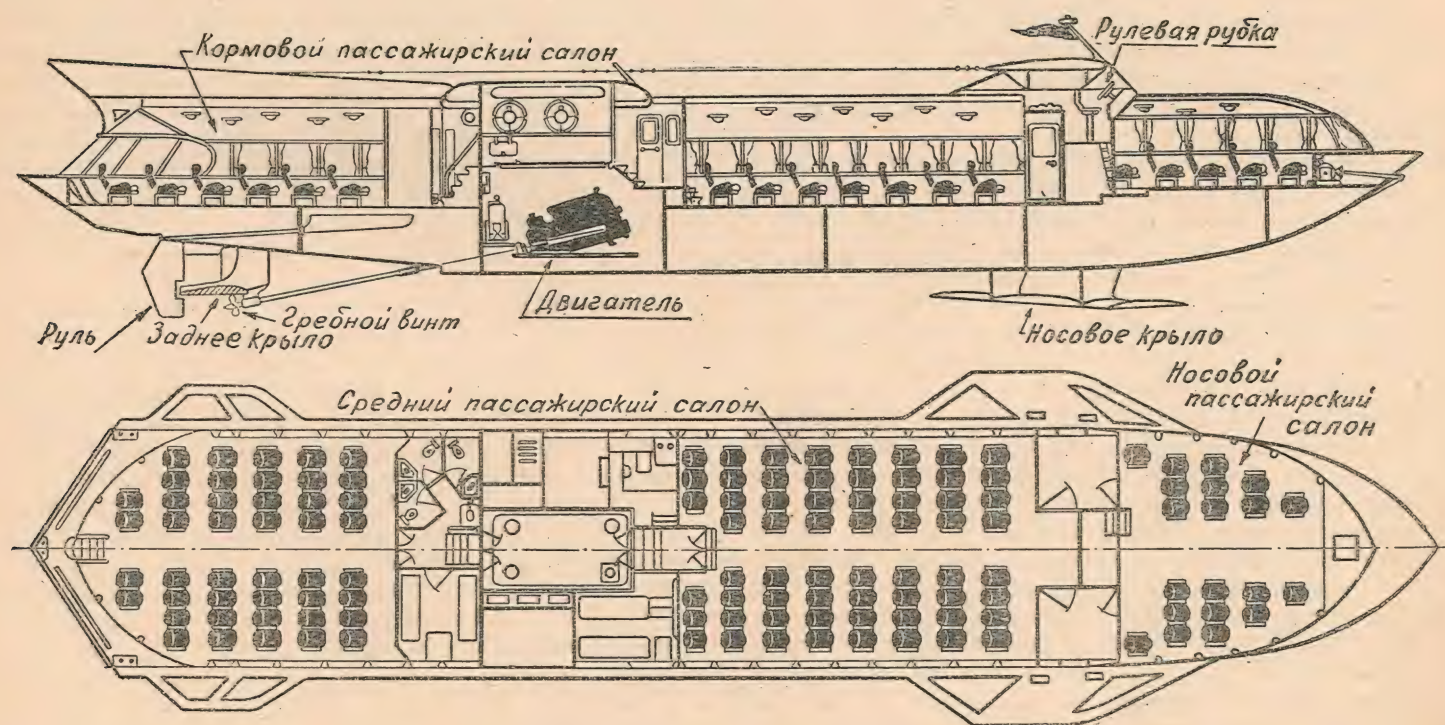 Кормовой пассажирский салон
Рулевая рубка
Двигатель
Руль
Заднее крыло
Гребной винт
Носовое крыло
Средний пассажирский салон
Носовой
пассажирский
салон